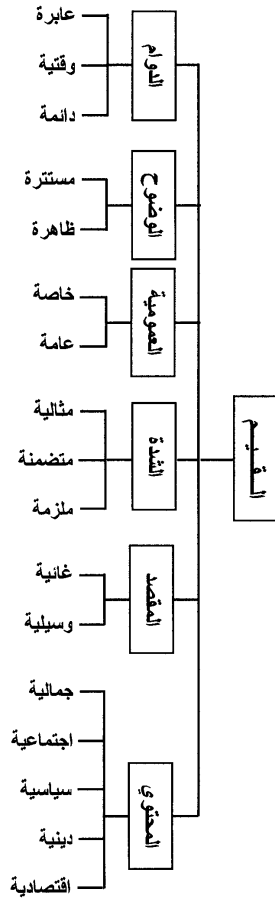 القيم
الدوام
عابرة
وقتية
دائمة
الوضوح
مستترة
ظاهرة
العمومية
خاصة
عامة
الشدة
مثالية
متضمنة
ملزمة
المقصد
غائية
وسيلية
المحتوي
جمالية
اجتماعية
سياسية
دينية
اقتصادية